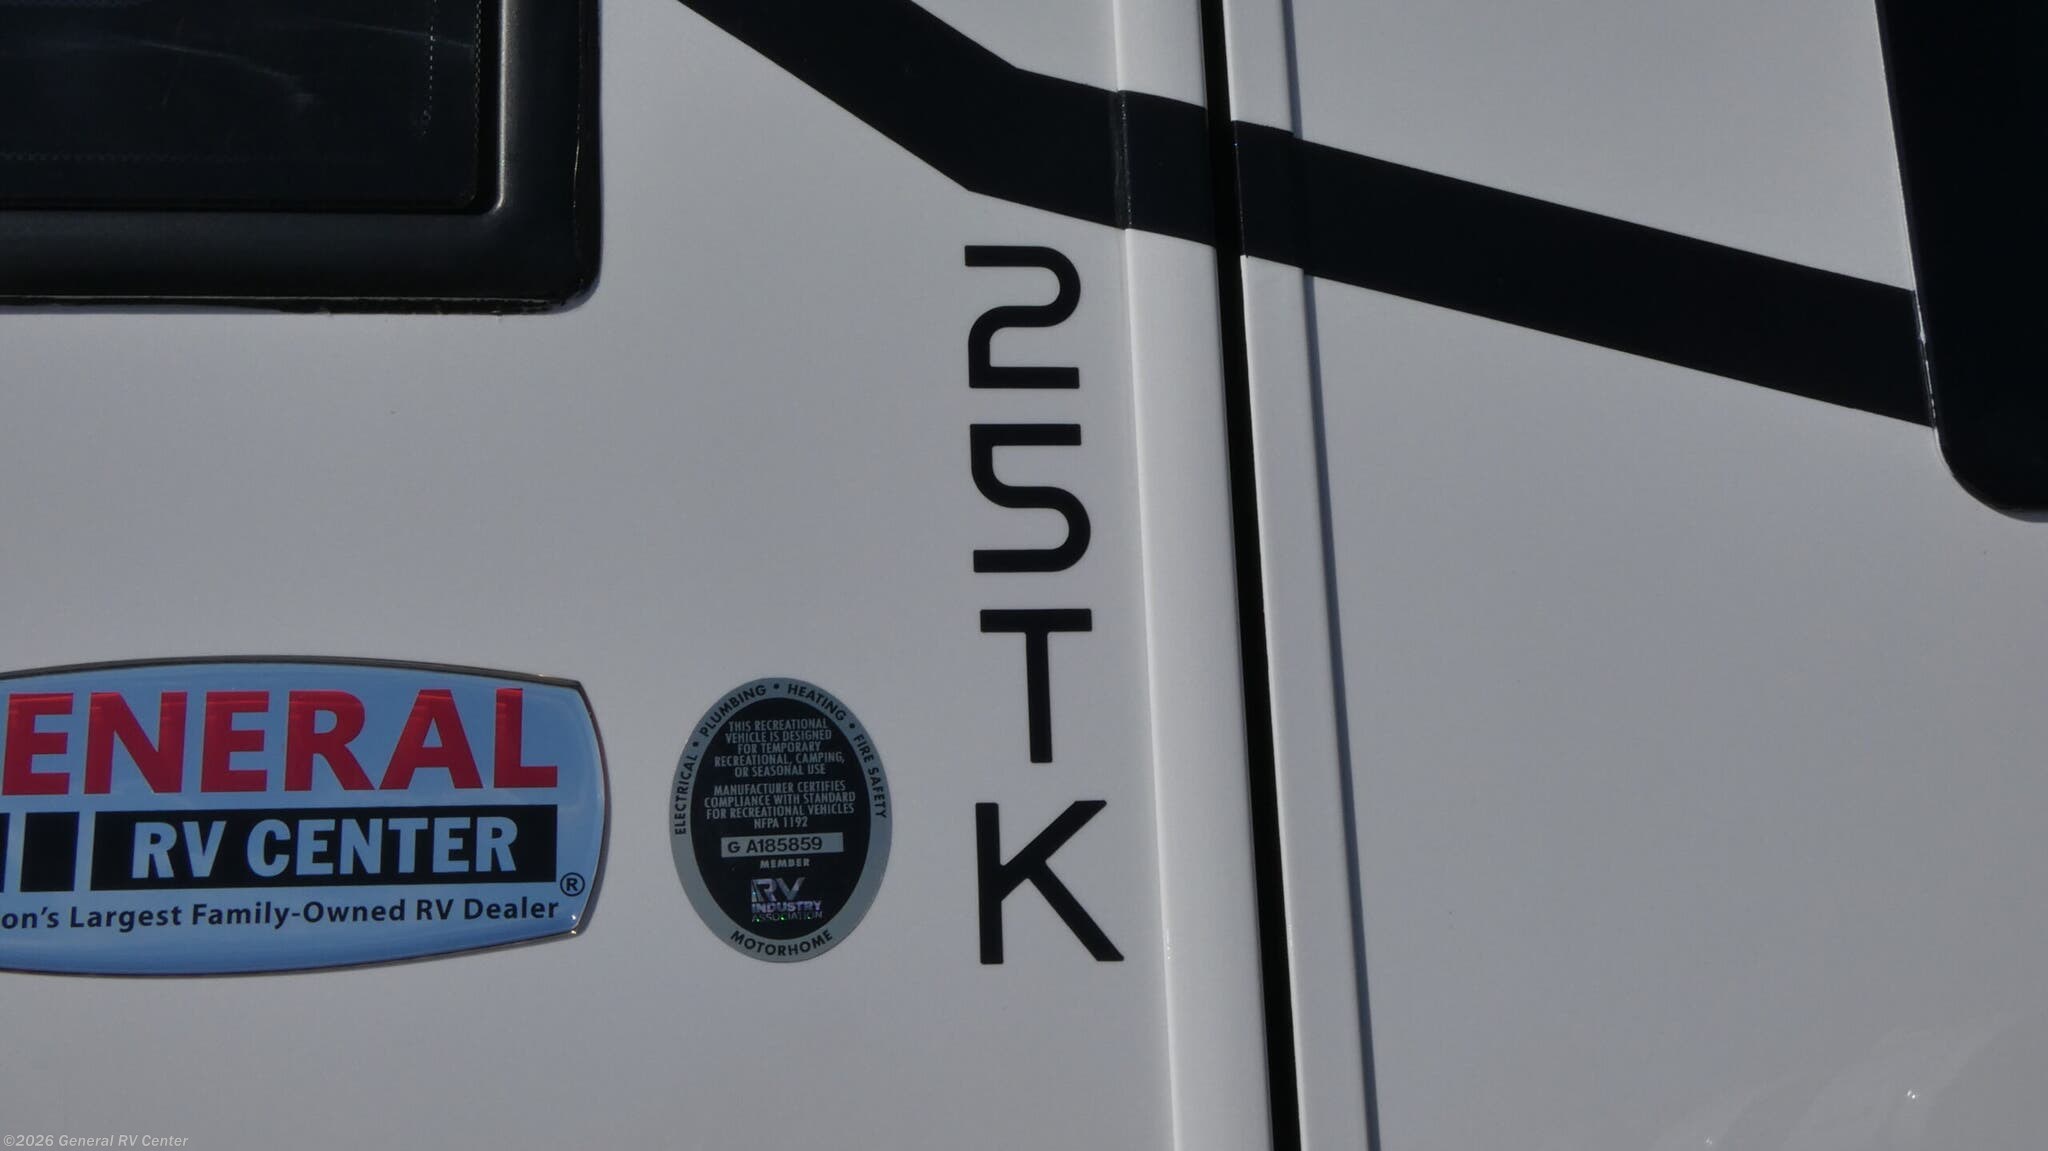 25TK
ENERAL
RV CENTER
®
on's Largest Family-Owned RV Dealer
ELECTRICAL • PLUMBING • HEATING • FIRE SAFETY
THIS RECREATIONAL
VEHICLE IS DESIGNED
FOR TEMPORARY
RECREATIONAL, CAMPING,
OR SEASONAL USE
MANUFACTURER CERTIFIES
COMPLIANCE WITH STANDARD
FOR RECREATIONAL VEHICLES
NFPA 1192
G A185859
MEMBER
RV
INDUSTRY
ASSOCIATION
MOTORHOME
©2026 General RV Center